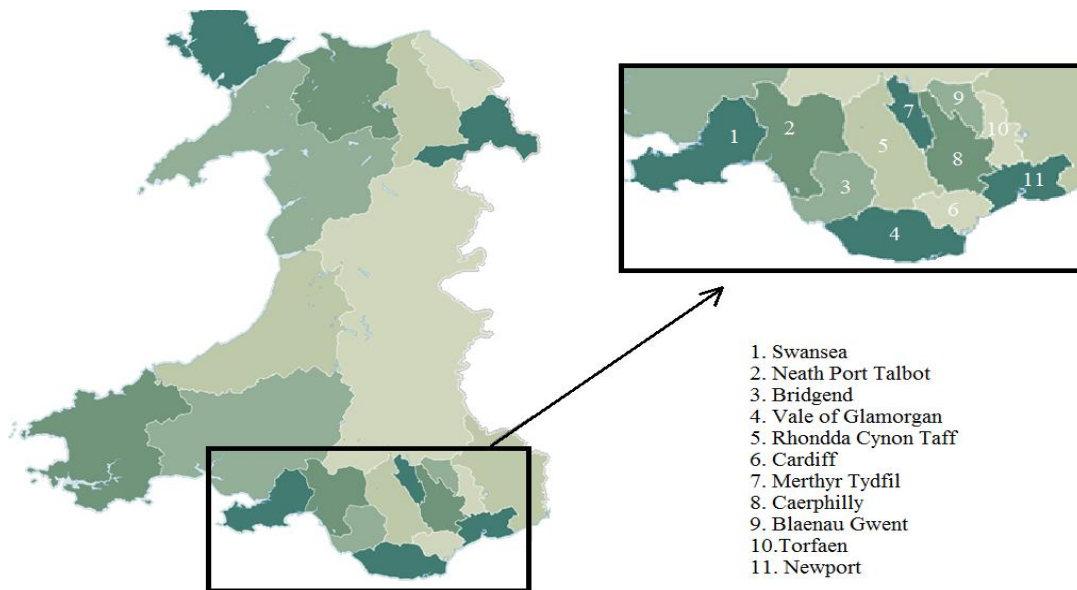 1
2
3
4
5
6
7
8
9
10
11
1. Swansea
2. Neath Port Talbot
3. Bridgend
4. Vale of Glamorgan
5. Rhondda Cynon Taff
6. Cardiff
7. Merthyr Tydfil
8. Caerphilly
9. Blaenau Gwent
10.Torfaen
11. Newport